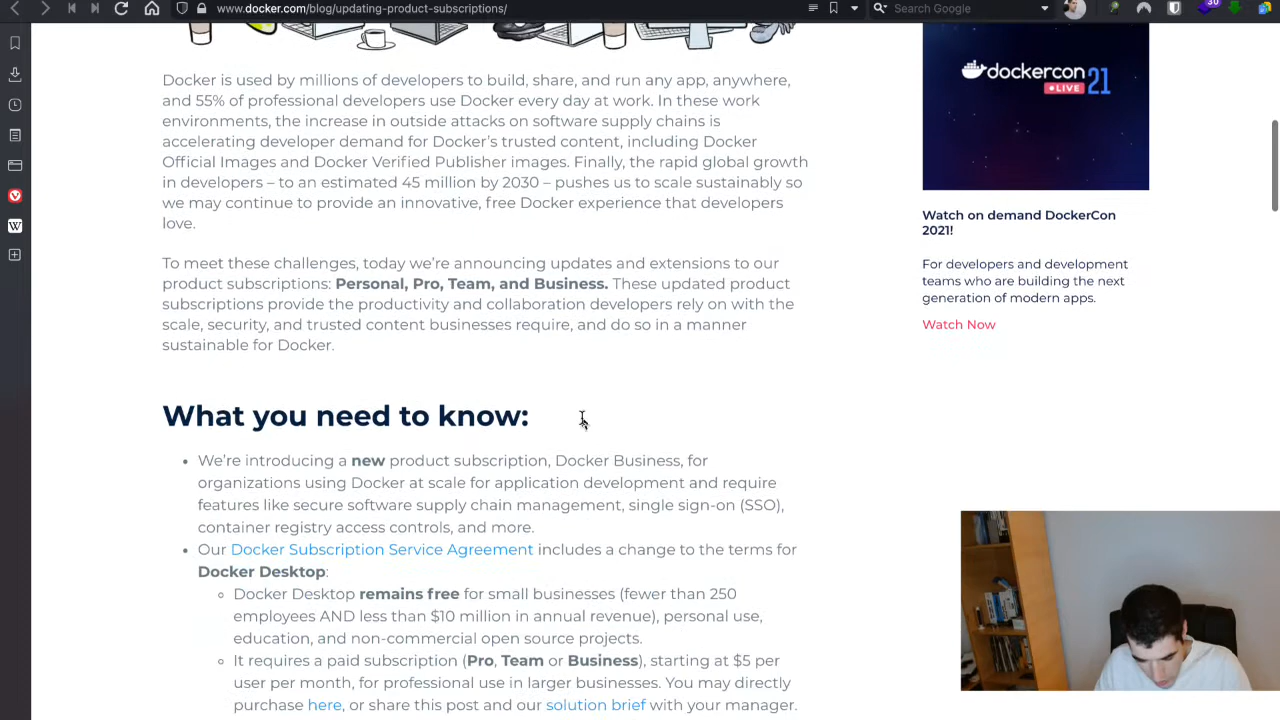 www.docker.com/blog/updating-product-subscriptions/
Search Google
30
Docker is used by millions of developers to build, share, and run any app, anywhere,
and 55% of professional developers use Docker every day at work. In these work
environments, the increase in outside attacks on software supply chains is
accelerating developer demand for Docker's trusted content, including Docker
Official Images and Docker Verified Publisher images. Finally, the rapid global growth
in developers – to an estimated 45 million by 2030 – pushes us to scale sustainably so
we may continue to provide an innovative, free Docker experience that developers
love.
To meet these challenges, today we're announcing updates and extensions to our
product subscriptions: Personal, Pro, Team, and Business. These updated product
subscriptions provide the productivity and collaboration developers rely on with the
scale, security, and trusted content businesses require, and do so in a manner
sustainable for Docker.
What you need to know:
• We're introducing a new product subscription, Docker Business, for
organizations using Docker at scale for application development and require
features like secure software supply chain management, single sign-on (SSO),
container registry access controls, and more.
• Our Docker Subscription Service Agreement includes a change to the terms for
Docker Desktop:
◦ Docker Desktop remains free for small businesses (fewer than 250
employees AND less than $10 million in annual revenue), personal use,
education, and non-commercial open source projects.
◦ It requires a paid subscription (Pro, Team or Business), starting at $5 per
user per month, for professional use in larger businesses. You may directly
purchase here, or share this post and our solution brief with your manager.
dockercon
LIVE 21
Watch on demand DockerCon
2021!
For developers and development
teams who are building the next
generation of modern apps.
Watch Now
W